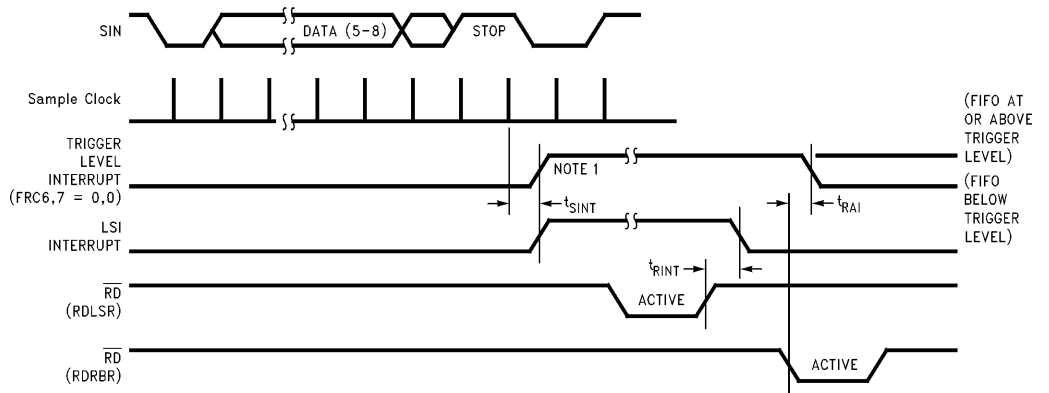 SIN
DATA (5-8)
STOP
Sample Clock
TRIGGER
LEVEL
INTERRUPT
(FRC6,7 = 0,0)
NOTE 1
(FIFO AT
OR ABOVE
TRIGGER
LEVEL)
(FIFO
BELOW
TRIGGER
LEVEL)
tSINT
tRAI
LSI
INTERRUPT
tRINT
RD
(RDLSR)
ACTIVE
RD
(RDRBR)
ACTIVE